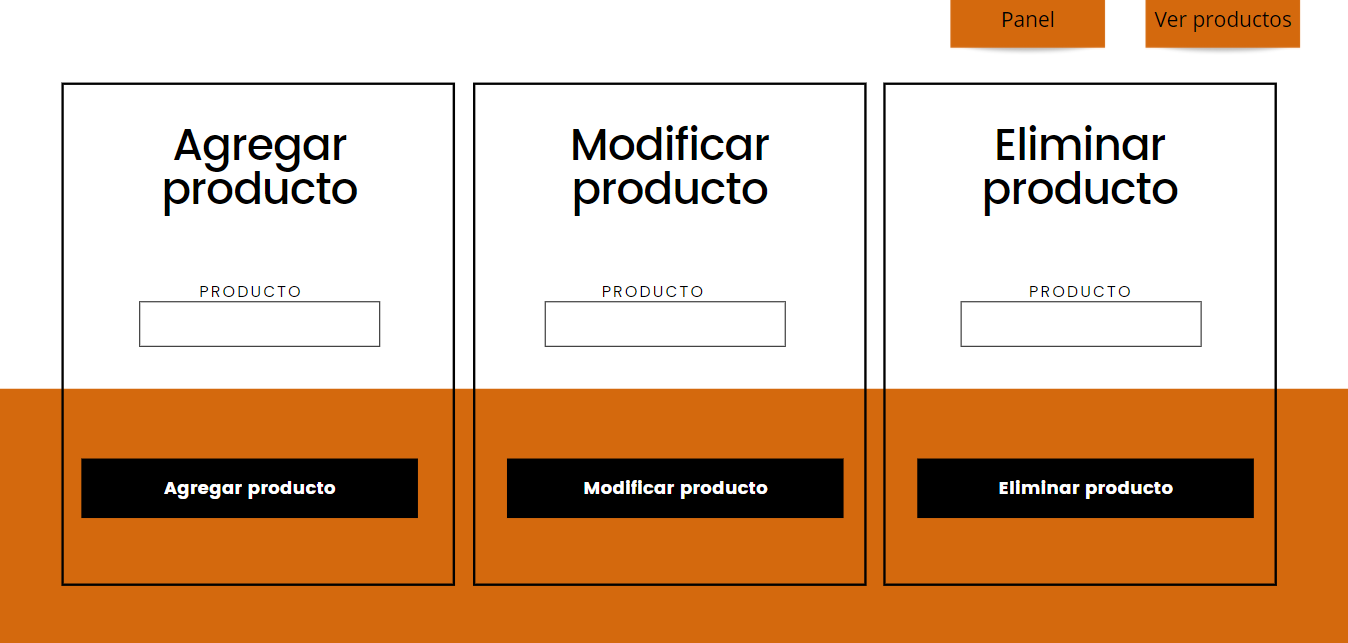 Panel
Ver productos
Agregar
producto
PRODUCTO
Agregar producto
Modificar
producto
PRODUCTO
Modificar producto
Eliminar
producto
PRODUCTO
Eliminar producto